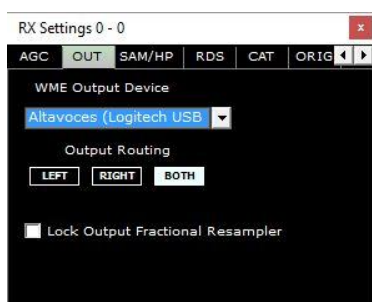 RX Settings 0 - 0 x
AGC OUT SAM/HP RDS CAT ORIG
WME Output Device
Altavoces (Logitech USB
Output Routing
LEFT RIGHT BOTH
Lock Output Fractional Resampler